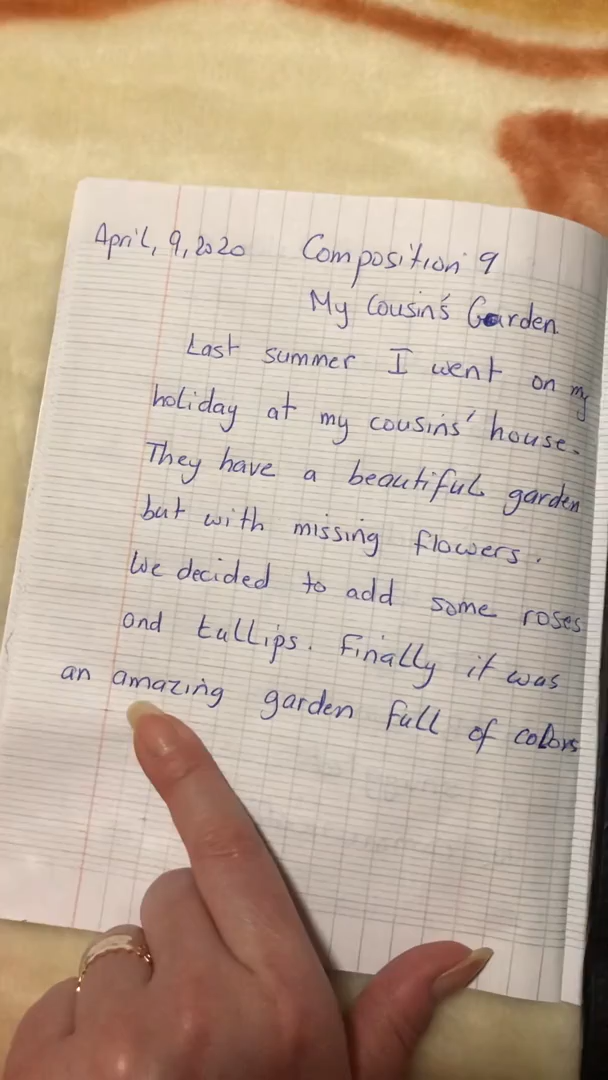 April, 9, 2020 Composition 9
My Cousin's Garden.
Last summer I went on my
holiday at my cousins' house.
They have a beautiful garden
but with missing flowers.
We decided to add some roses
and tullips. Finally it was
an amazing garden full of colors